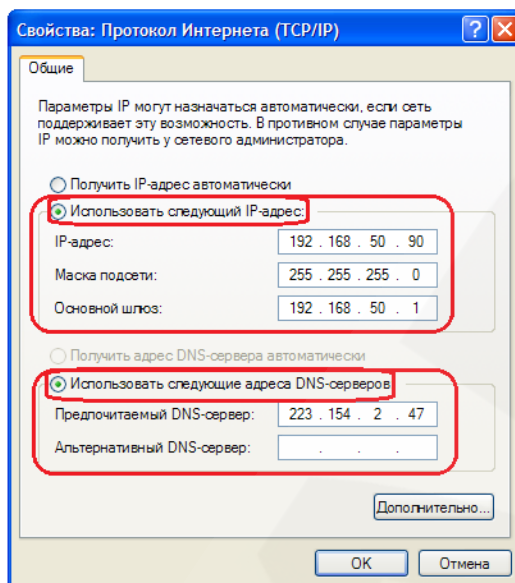 Свойства: Протокол Интернета (TCP/IP)
Общие
Параметры IP могут назначаться автоматически, если сеть
поддерживает эту возможность. В противном случае параметры
IP можно получить у сетевого администратора.
Получить IP-адрес автоматически
Использовать следующий IP-адрес:
IP-адрес: 192 . 168 . 50 . 90
Маска подсети: 255 . 255 . 255 . 0
Основной шлюз: 192 . 168 . 50 . 1
Получить адрес DNS-сервера автоматически
Использовать следующие адреса DNS-серверов
Предпочитаемый DNS-сервер: 223 . 154 . 2 . 47
Альтернативный DNS-сервер: . . .
Дополнительно...
OK Отмена